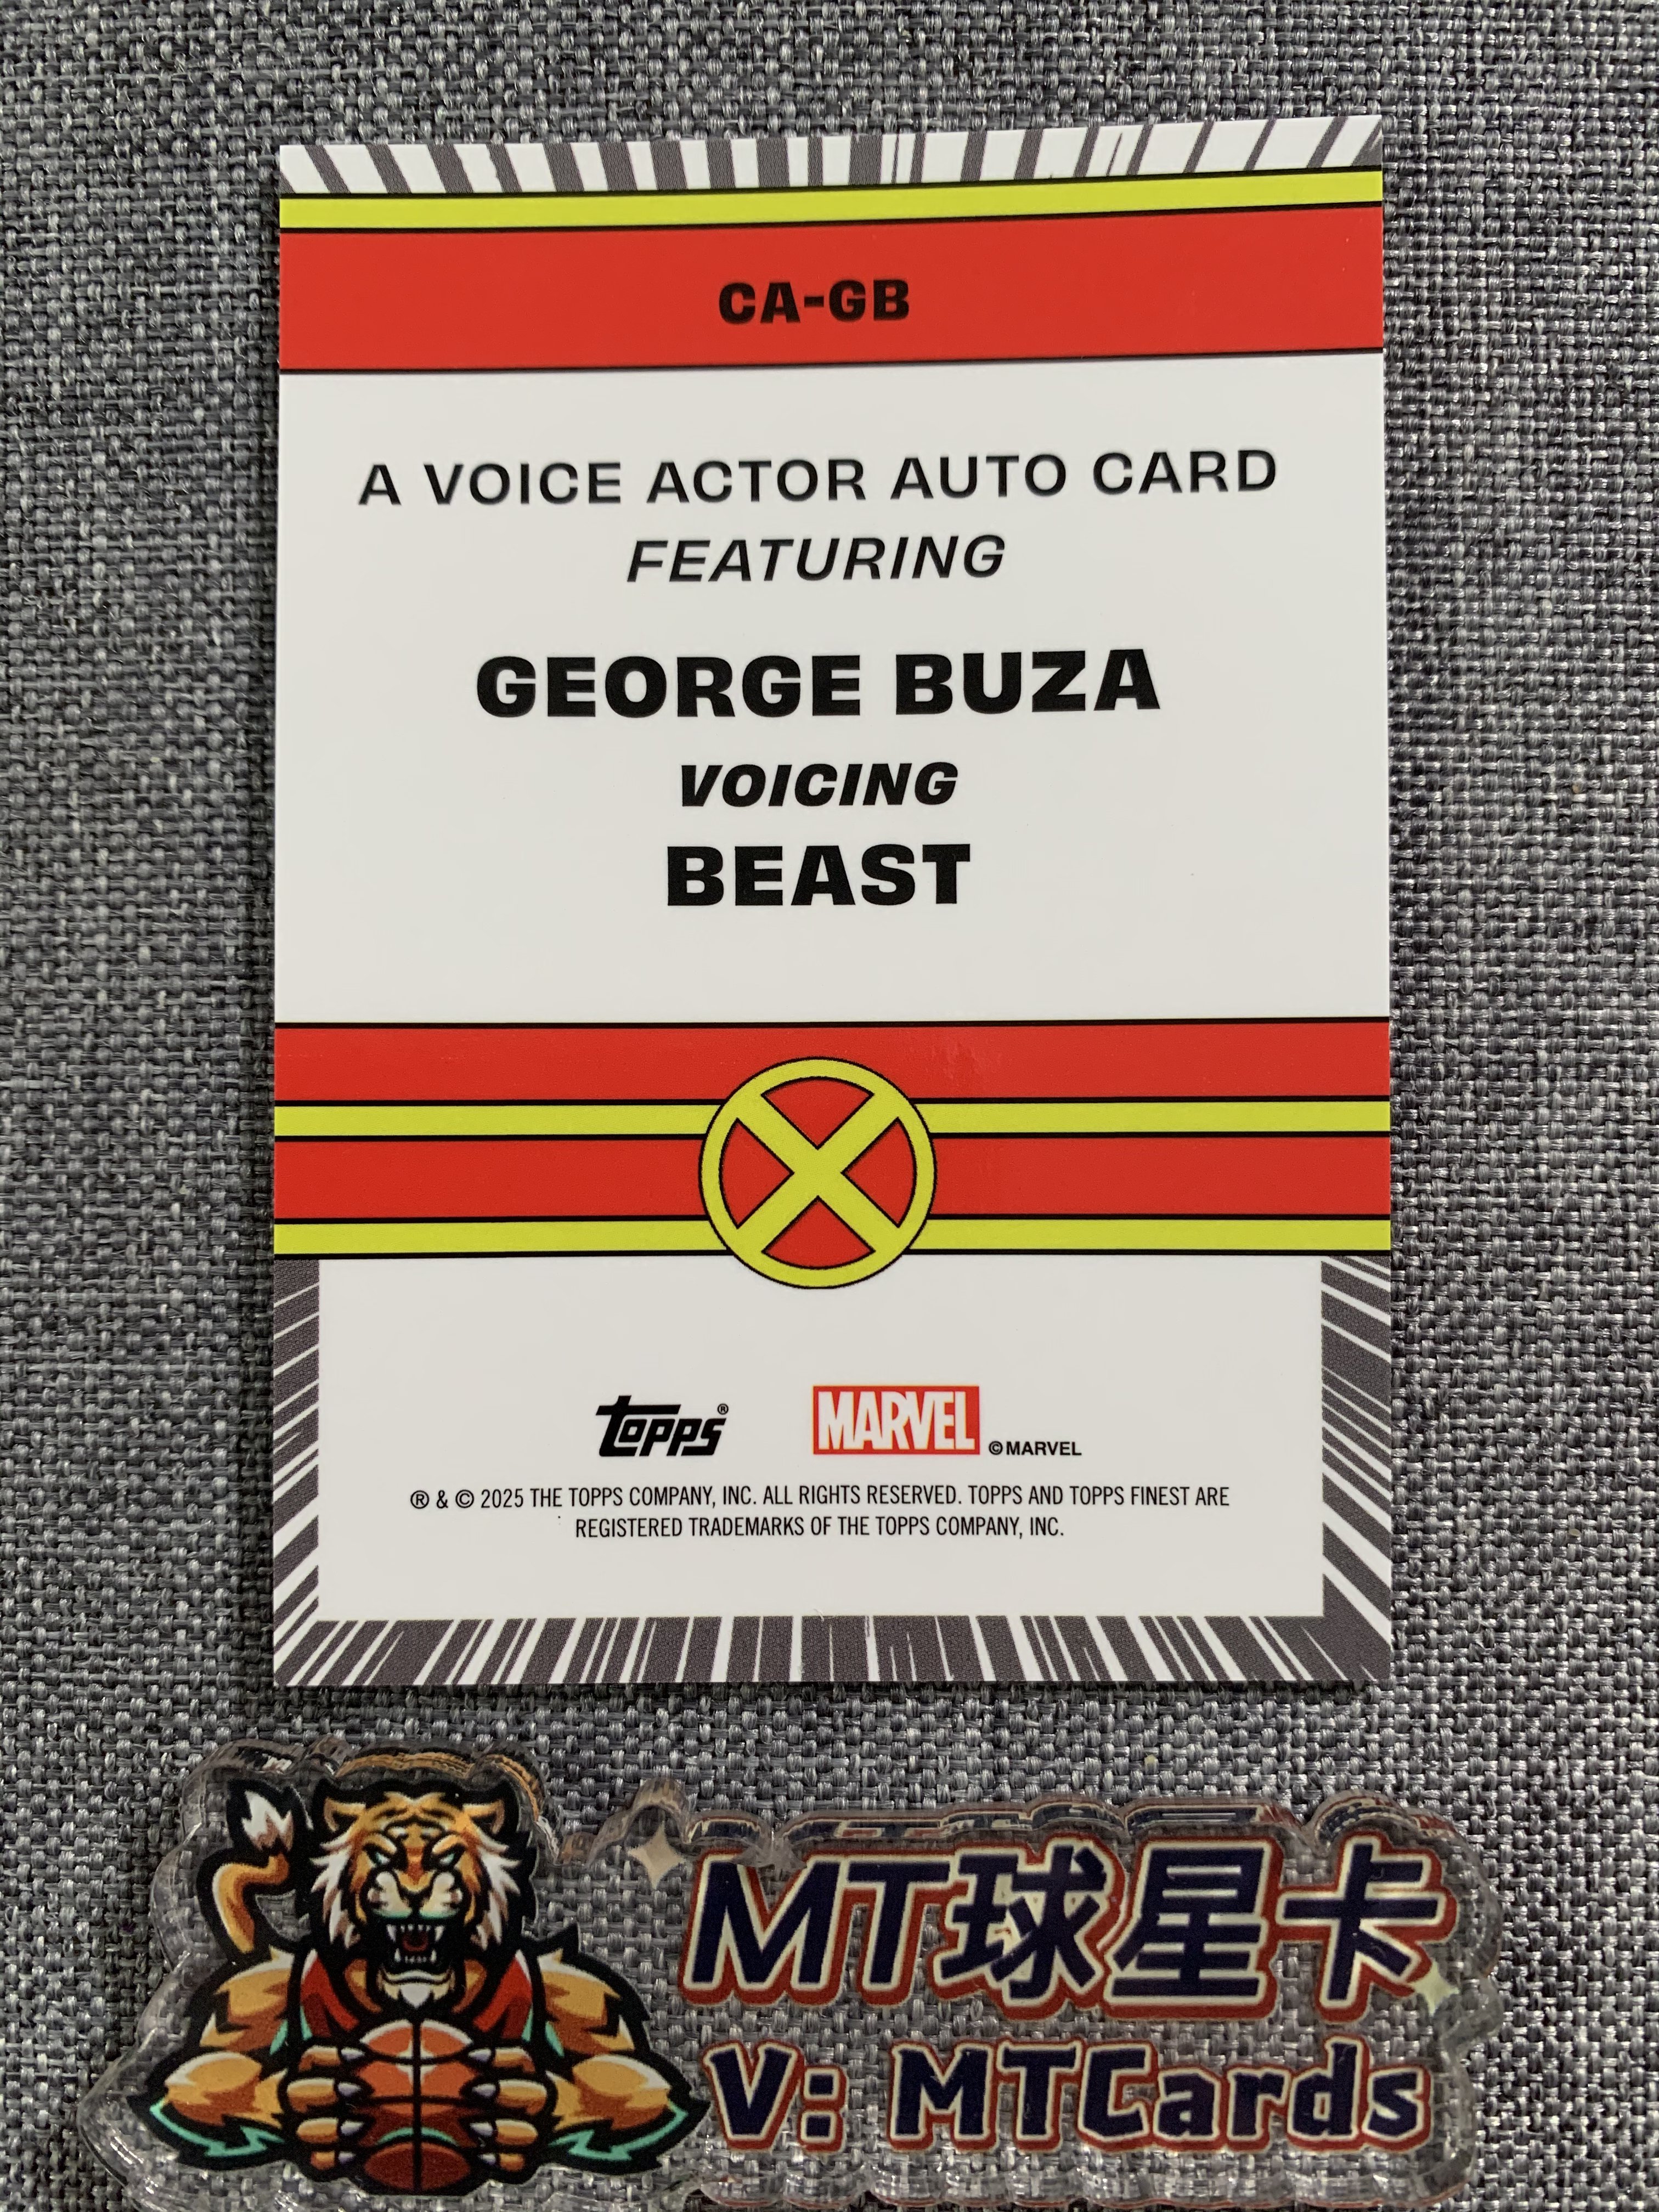 CA-GB
A VOICE ACTOR AUTO CARD
FEATURING
GEORGE BUZA
VOICING
BEAST
topps®
MARVEL ©MARVEL
® & © 2025 THE TOPPS COMPANY, INC. ALL RIGHTS RESERVED. TOPPS AND TOPPS FINEST ARE
REGISTERED TRADEMARKS OF THE TOPPS COMPANY, INC.
MT球星卡
V: MTCards